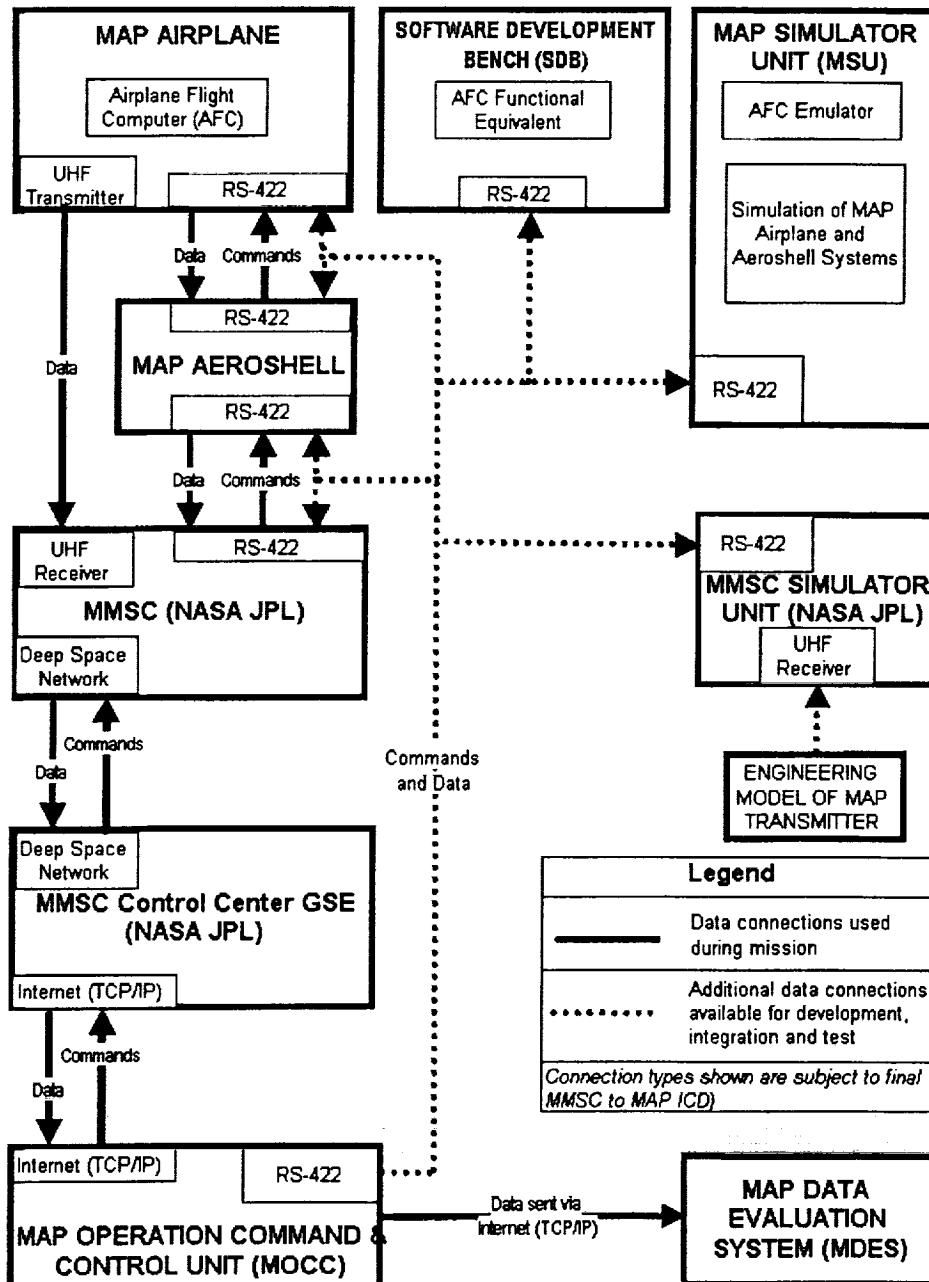 MAP AIRPLANE
Airplane Flight
Computer (AFC)
UHF
Transmitter
RS-422
SOFTWARE DEVELOPMENT
BENCH (SDB)
AFC Functional
Equivalent
RS-422
MAP SIMULATOR
UNIT (MSU)
AFC Emulator
Simulation of MAP
Airplane and
Aeroshell Systems
RS-422
Data
Commands
Data
RS-422
MAP AEROSHELL
RS-422
Data
Commands
UHF
Receiver
RS-422
MMSC (NASA JPL)
Deep Space
Network
RS-422
MMSC SIMULATOR
UNIT (NASA JPL)
UHF
Receiver
ENGINEERING
MODEL OF MAP
TRANSMITTER
Commands
Data
Commands
and Data
Deep Space
Network
MMSC Control Center GSE
(NASA JPL)
Internet (TCP/IP)
Legend
Data connections used
during mission
Additional data connections
available for development,
integration and test
Connection types shown are subject to final
MMSC to MAP ICD)
Commands
Data
Internet (TCP/IP)
RS-422
MAP OPERATION COMMAND &
CONTROL UNIT (MOCC)
Data sent via
Internet (TCP/IP)
MAP DATA
EVALUATION
SYSTEM (MDES)